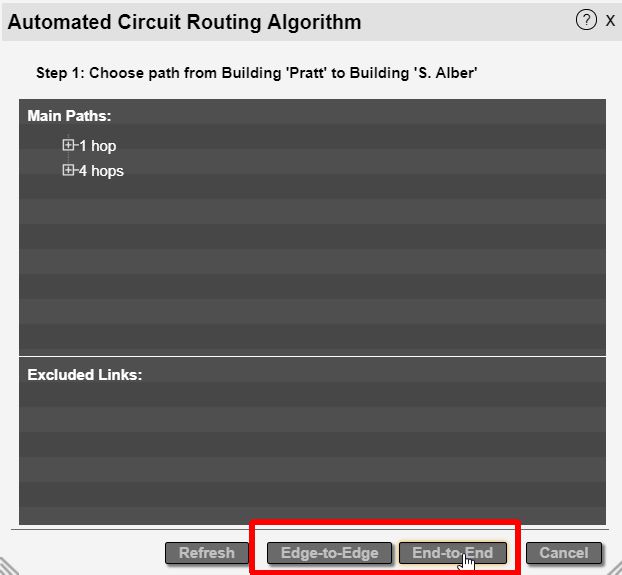 Automated Circuit Routing Algorithm ? X
Step 1: Choose path from Building 'Pratt' to Building 'S. Alber'
Main Paths:
1 hop
4 hops
Excluded Links:
Refresh Edge-to-Edge End-to-End Cancel